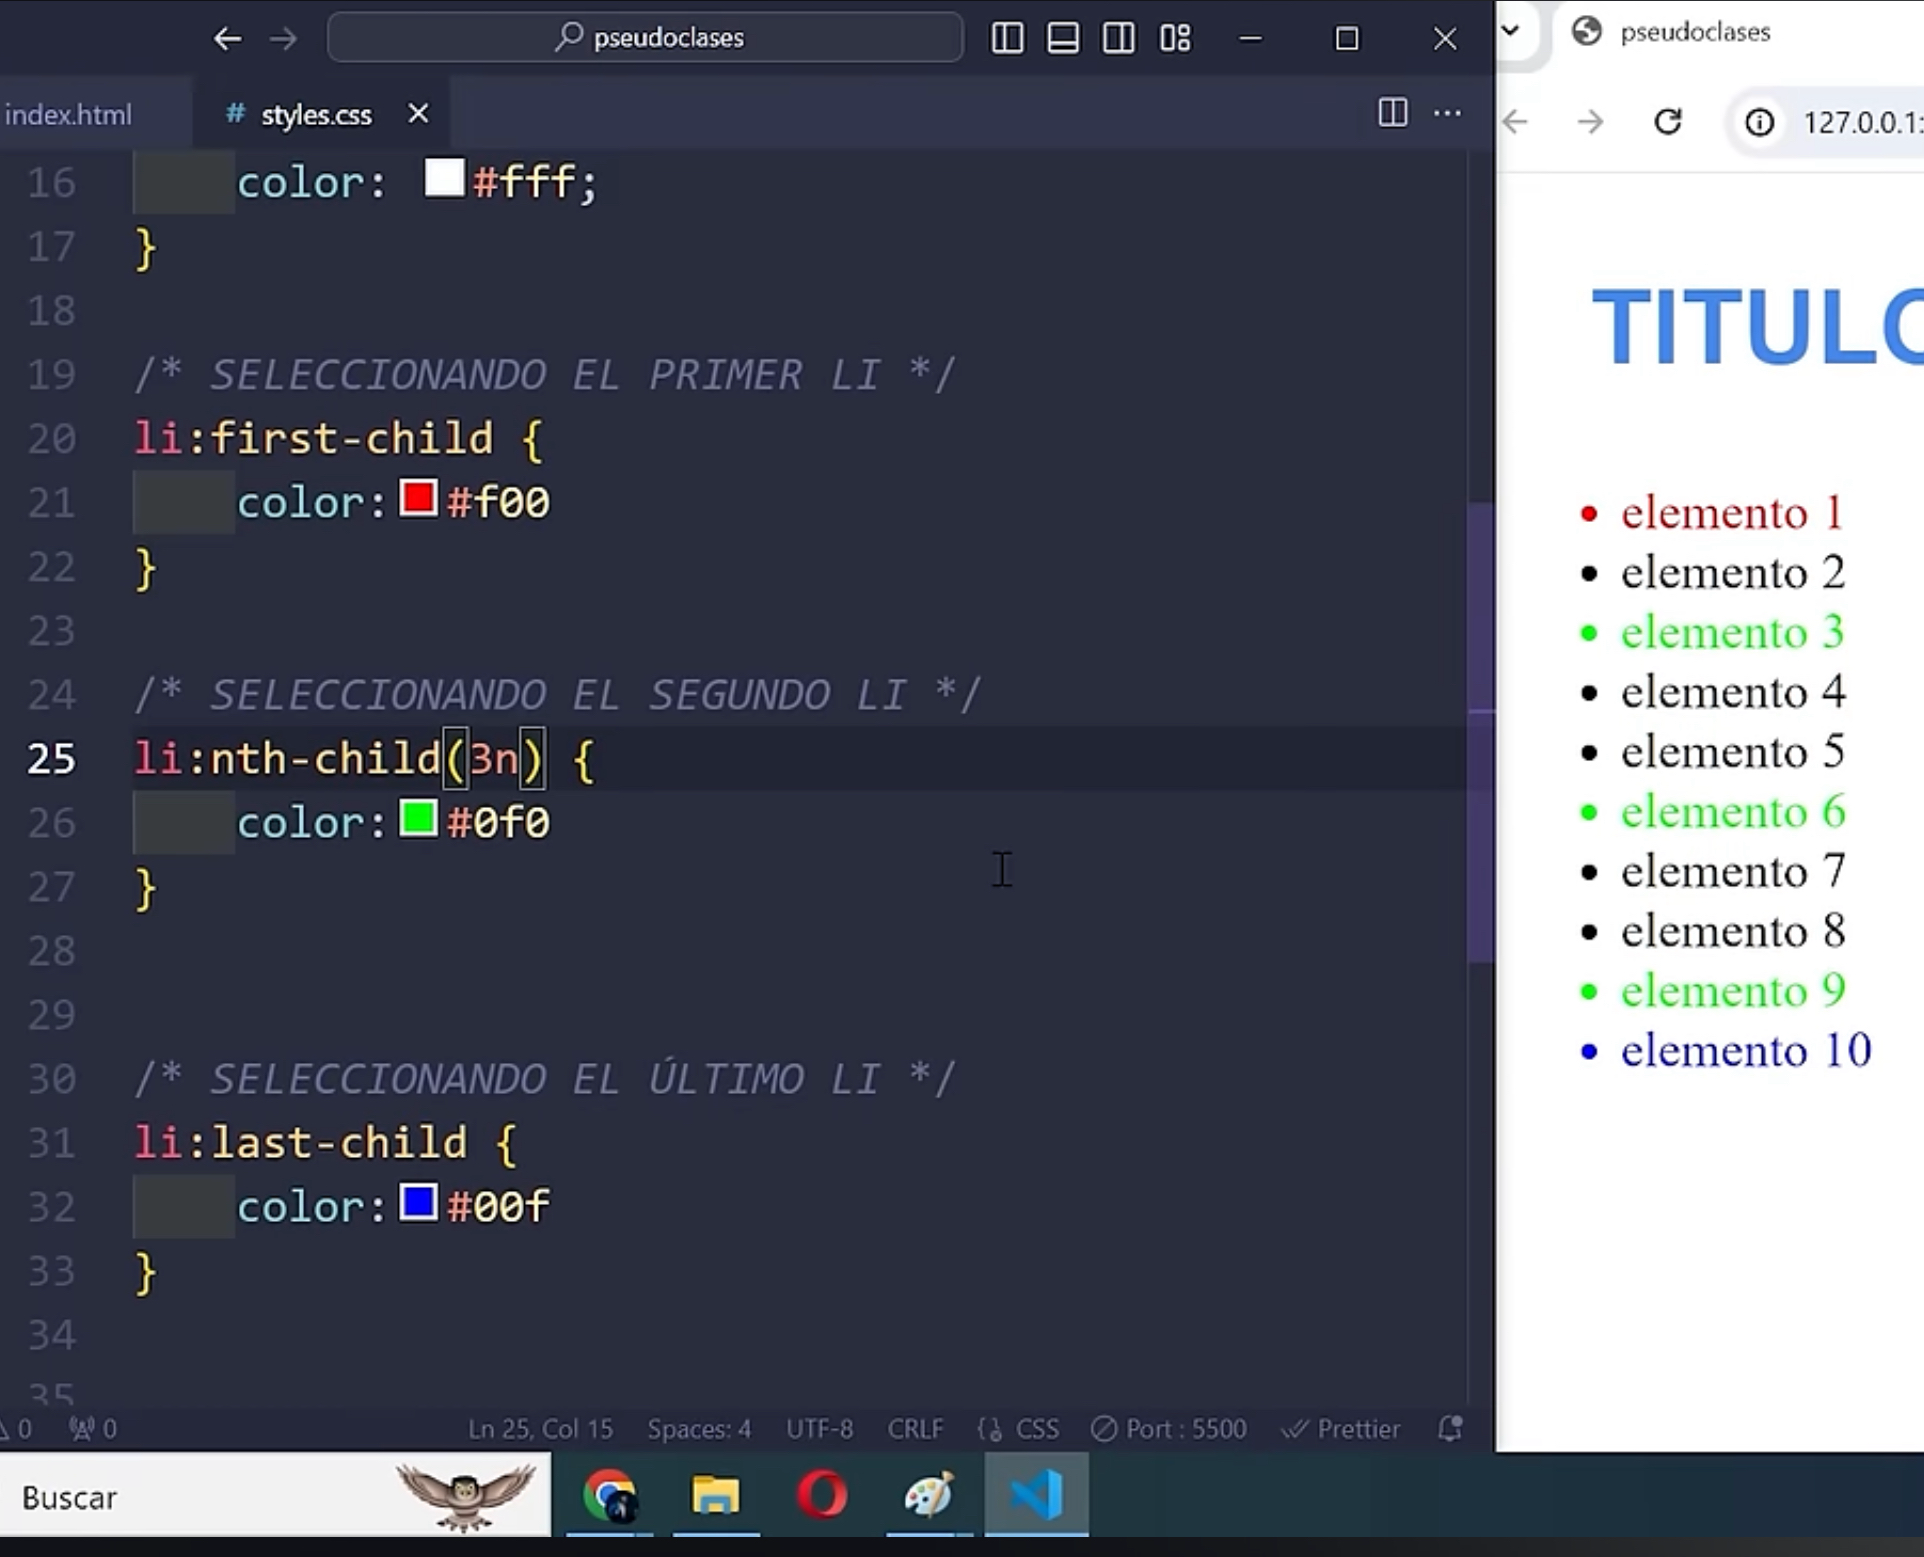 pseudoclases
index.html
# styles.css
16 color: #fff;
17 }
18
19 /* SELECCIONANDO EL PRIMER LI */
20 li:first-child {
21 color: #f00
22 }
23
24 /* SELECCIONANDO EL SEGUNDO LI */
25 li:nth-child(3n) {
26 color: #0f0
27 }
28
29
30 /* SELECCIONANDO EL ÚLTIMO LI */
31 li:last-child {
32 color: #00f
33 }
34
35
0 0 Ln 25, Col 15 Spaces: 4 UTF-8 CRLF {} CSS Port : 5500 Prettier
pseudoclases
127.0.0.1:
TITULO
• elemento 1
• elemento 2
• elemento 3
• elemento 4
• elemento 5
• elemento 6
• elemento 7
• elemento 8
• elemento 9
• elemento 10
Buscar